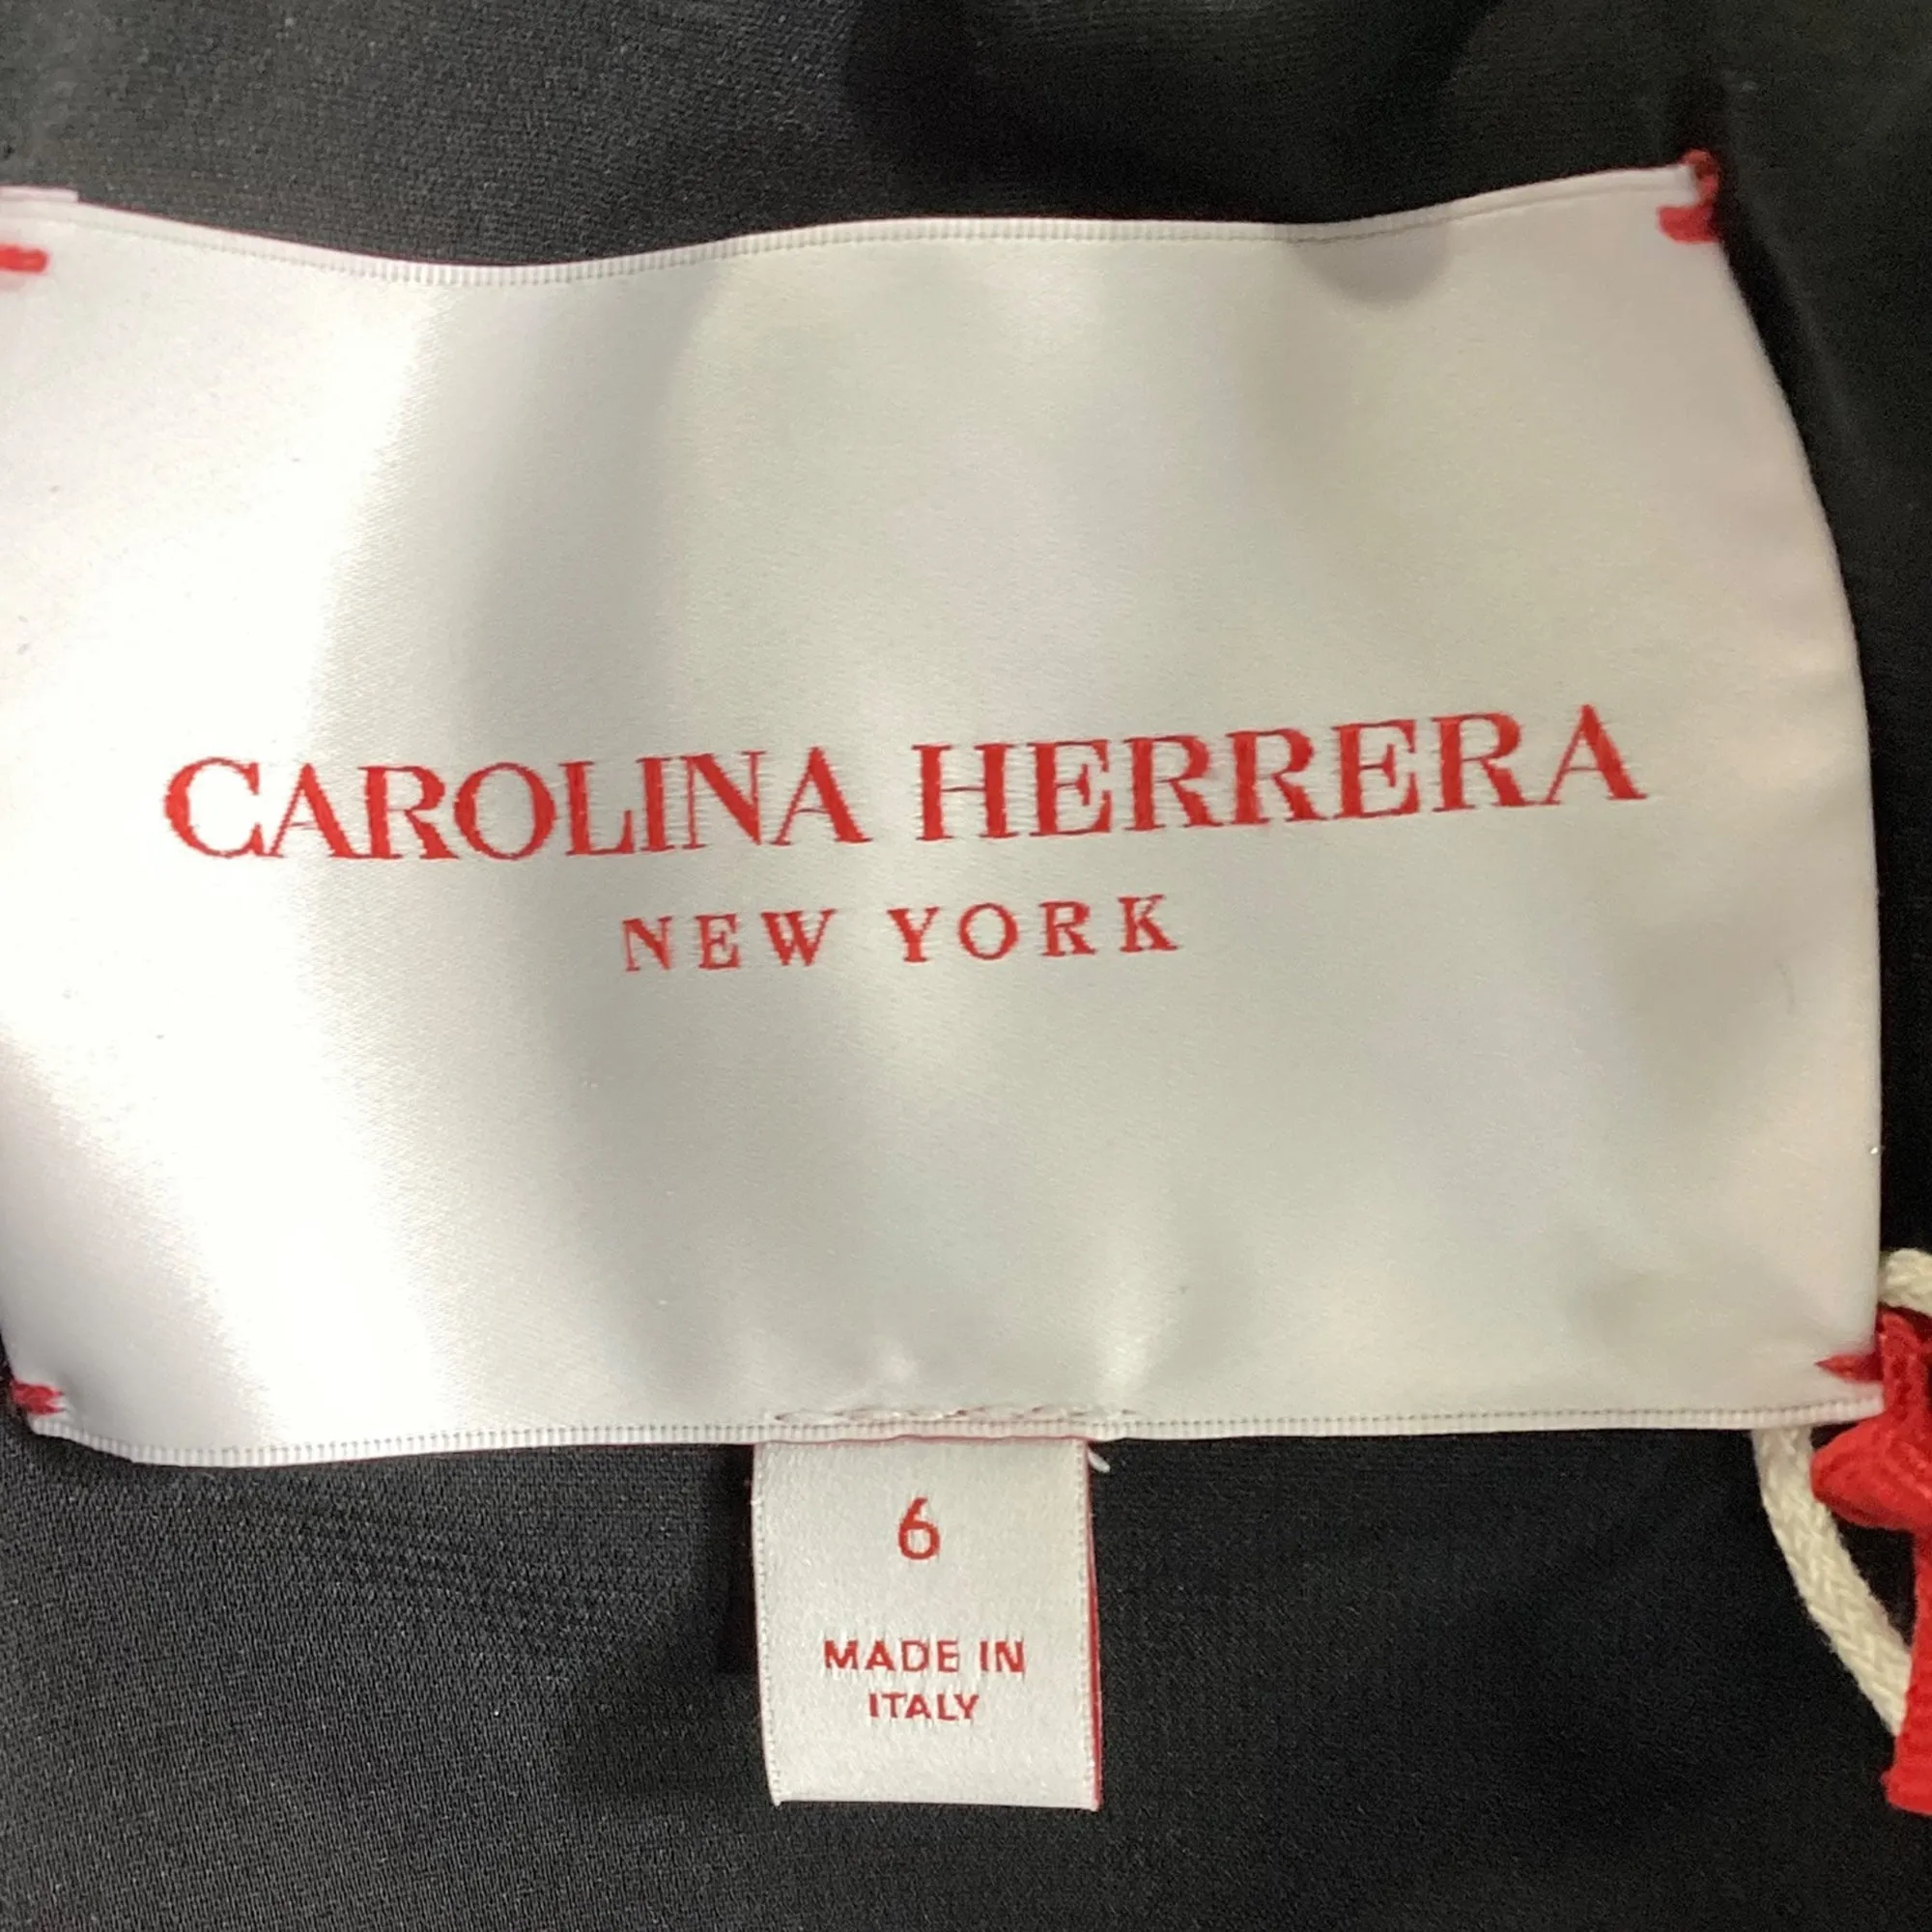 CAROLINA HERRERA
NEW YORK
6
MADE IN
ITALY